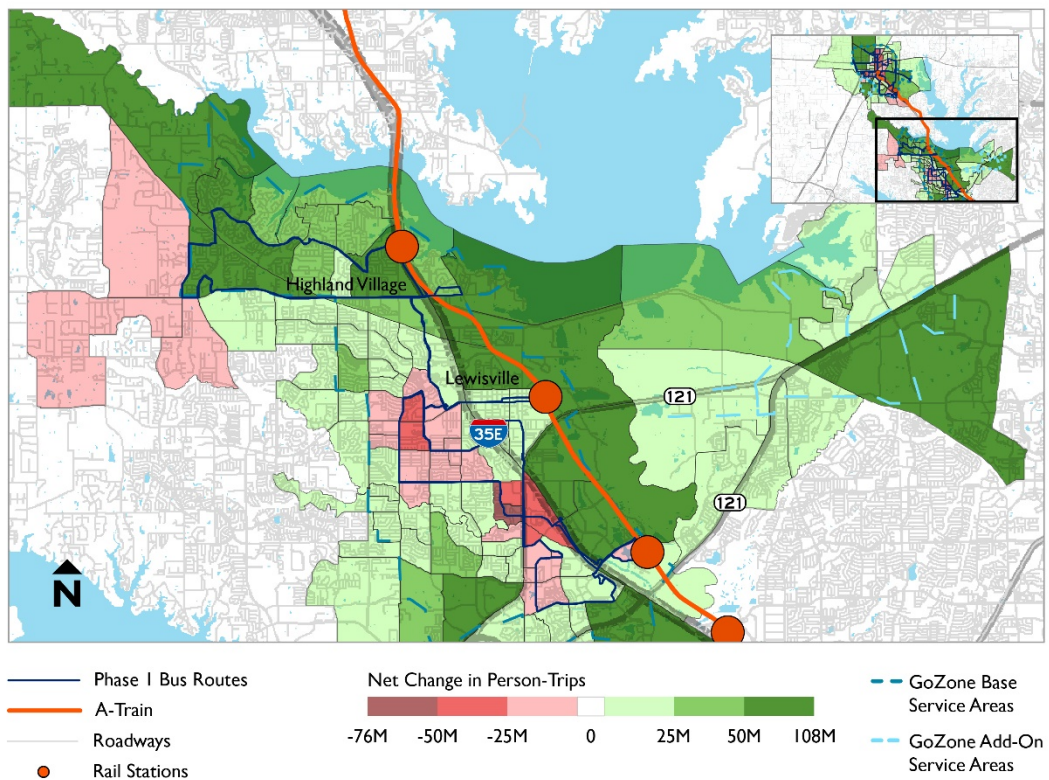 Highland Village
Lewisville
121
35E
121
N
Phase 1 Bus Routes
A-Train
Roadways
Rail Stations
Net Change in Person-Trips
-76M -50M -25M 0 25M 50M 108M
GoZone Base
Service Areas
GoZone Add-On
Service Areas